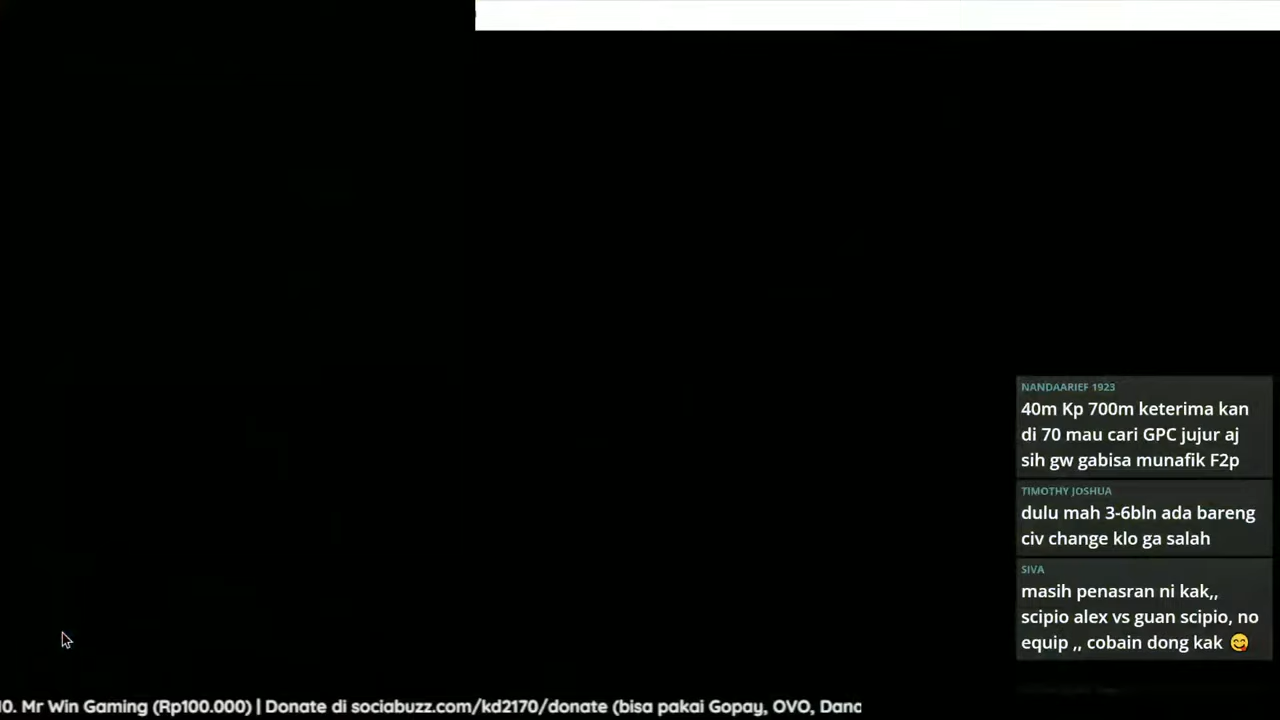 NANDAARIEF 1923
40m Kp 700m keterima kan
di 70 mau cari GPC jujur aj
sih gw gabisa munafik F2p
TIMOTHY JOSHUA
dulu mah 3-6bln ada bareng
civ change klo ga salah
SIVA
masih penasran ni kak,,
scipio alex vs guan scipio, no
equip ,, cobain dong kak 😋
10. Mr Win Gaming (Rp100.000) | Donate di sociabuzz.com/kd2170/donate (bisa pakai Gopay, OVO, Dana